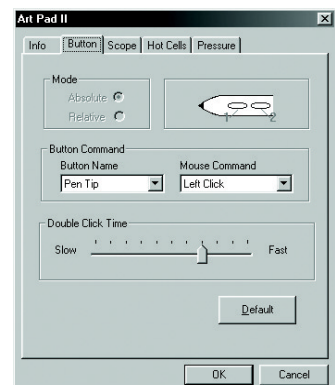 Art Pad II
Info Button Scope Hot Cells Pressure
Mode
Absolute
Relative
1 2
Button Command
Button Name Mouse Command
Pen Tip Left Click
Double Click Time
Slow Fast
Default
OK Cancel